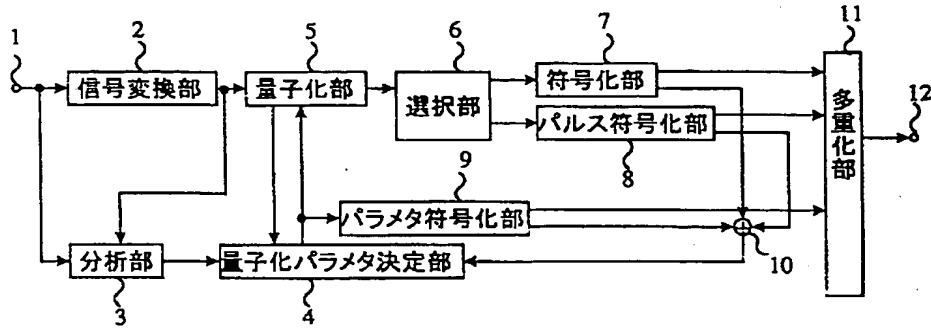 1
2
信号変換部
5
量子化部
6
選択部
7
符号化部
パルス符号化部
8
11
多重化部
12
9
パラメタ符号化部
10
分析部
3
量子化パラメタ決定部
4